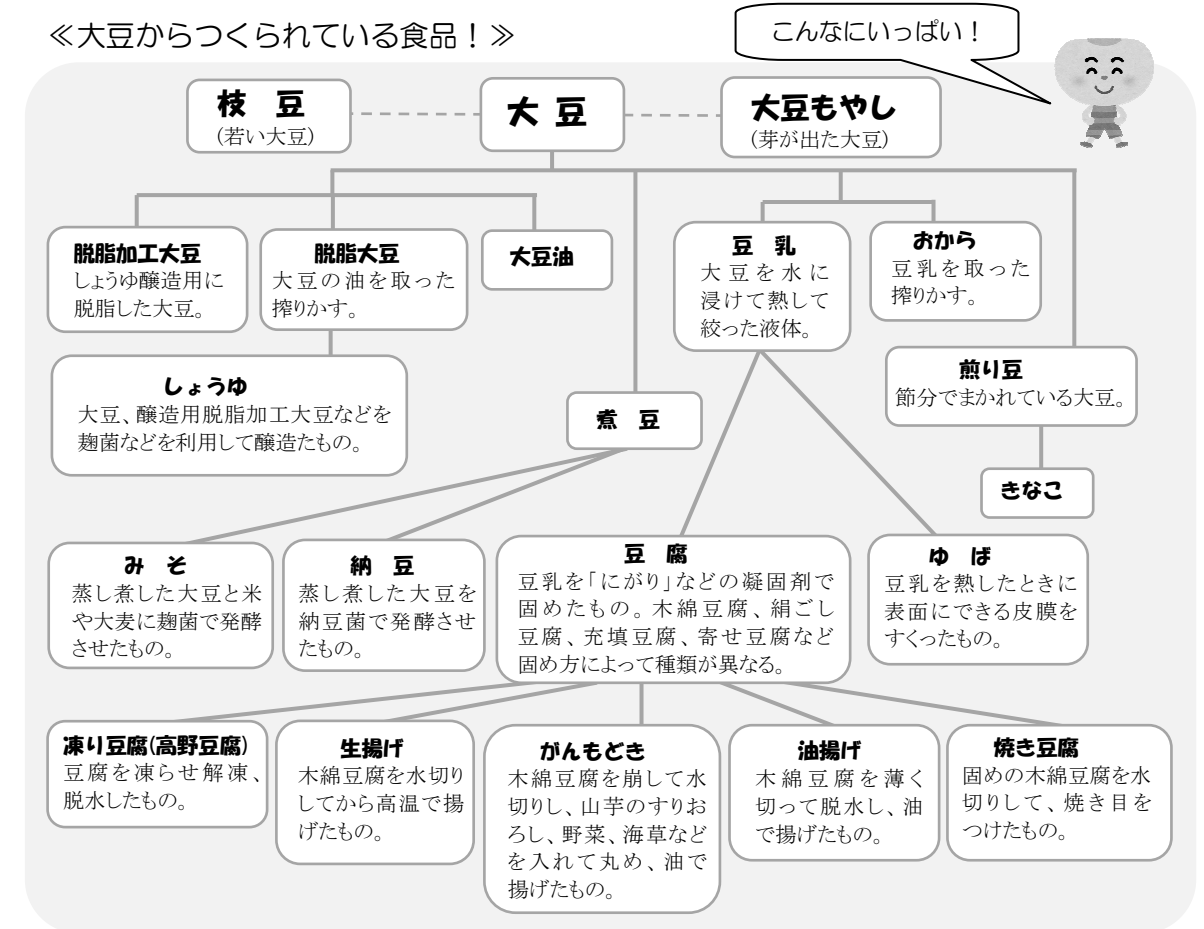 ≪大豆からつくられている食品！≫
こんなにいっぱい！
枝 豆
(若い大豆)
大 豆
大豆もやし
(芽が出た大豆)
脱脂加工大豆
しょうゆ醸造用に
脱脂した大豆。
脱脂大豆
大豆の油を取った
搾りかす。
大豆油
豆 乳
大豆を水に
浸けて熱して
絞った液体。
おから
豆乳を取った
搾りかす。
しょうゆ
大豆、醸造用脱脂加工大豆などを
麹菌などを利用して醸造たもの。
煮 豆
煎り豆
節分でまかれている大豆。
きなこ
み そ
蒸し煮した大豆と米
や大麦に麹菌で発酵
させたもの。
納 豆
蒸し煮した大豆を
納豆菌で発酵させ
たもの。
豆 腐
豆乳を「にがり」などの凝固剤で
固めたもの。木綿豆腐、絹ごし
豆腐、充填豆腐、寄せ豆腐など
固め方によって種類が異なる。
ゆ ば
豆乳を熱したときに
表面にできる皮膜を
すくったもの。
凍り豆腐(高野豆腐)
豆腐を凍らせ解凍、
脱水したもの。
生揚げ
木綿豆腐を水切り
してから高温で揚
げたもの。
がんもどき
木綿豆腐を崩して水
切りし、山芋のすりお
ろし、野菜、海草など
を入れて丸め、油で
揚げたもの。
油揚げ
木綿豆腐を薄く
切って脱水し、油
で揚げたもの。
焼き豆腐
固めの木綿豆腐を水
切りして、焼き目を
つけたもの。